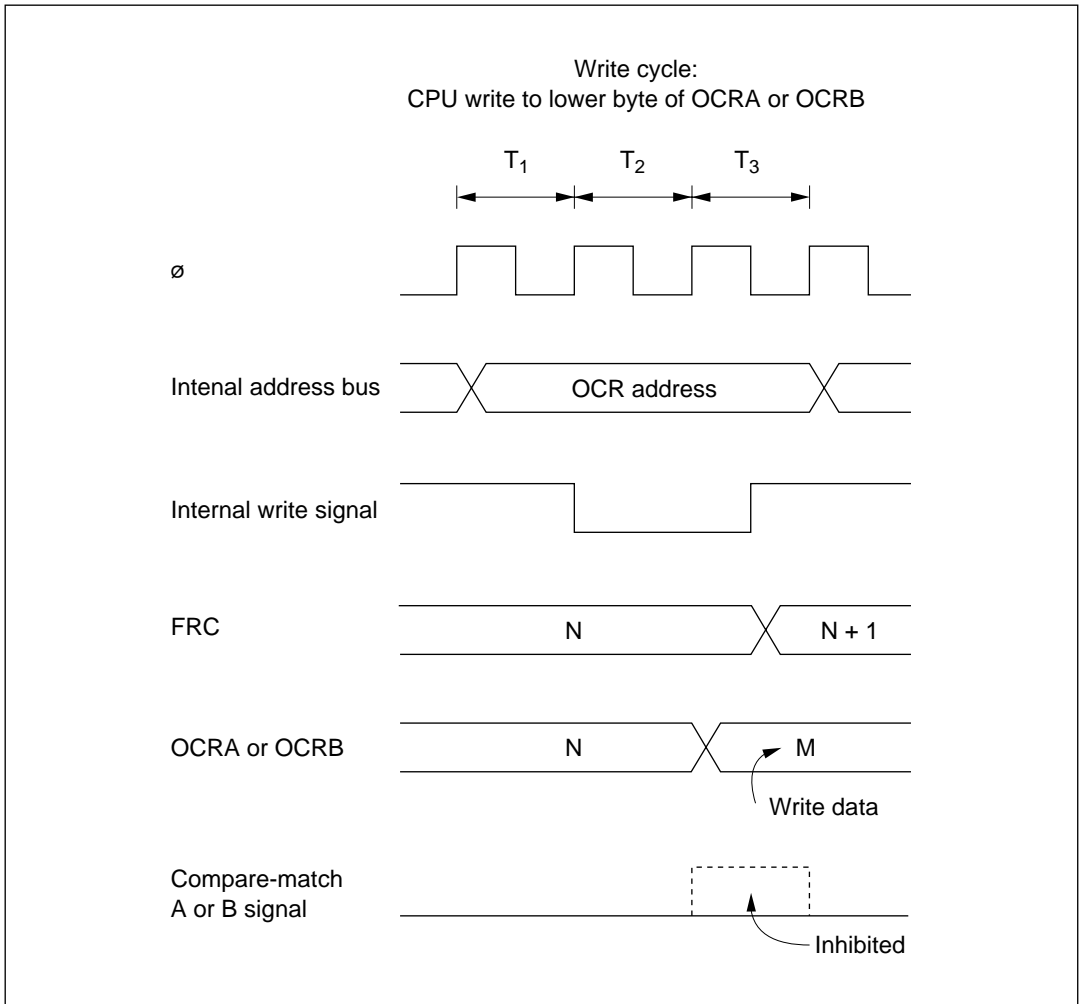 Write cycle:
CPU write to lower byte of OCRA or OCRB
T1 T2 T3
ø
Intenal address bus OCR address
Internal write signal
FRC N N + 1
OCRA or OCRB N M
Write data
Compare-match
A or B signal
Inhibited